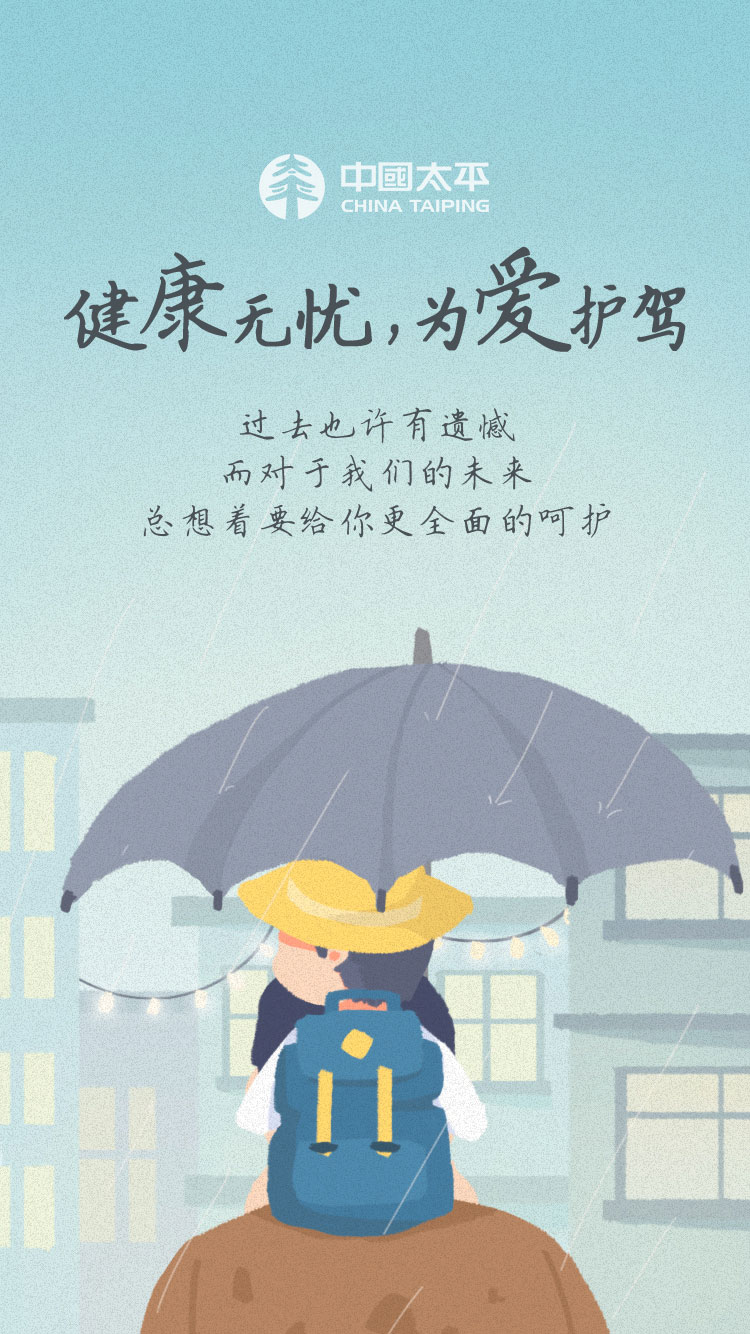 中國太平
CHINA TAIPING
健康无忧，为爱护驾
过去也许有遗憾
而对于我们的未来
总想着要给你更全面的呵护